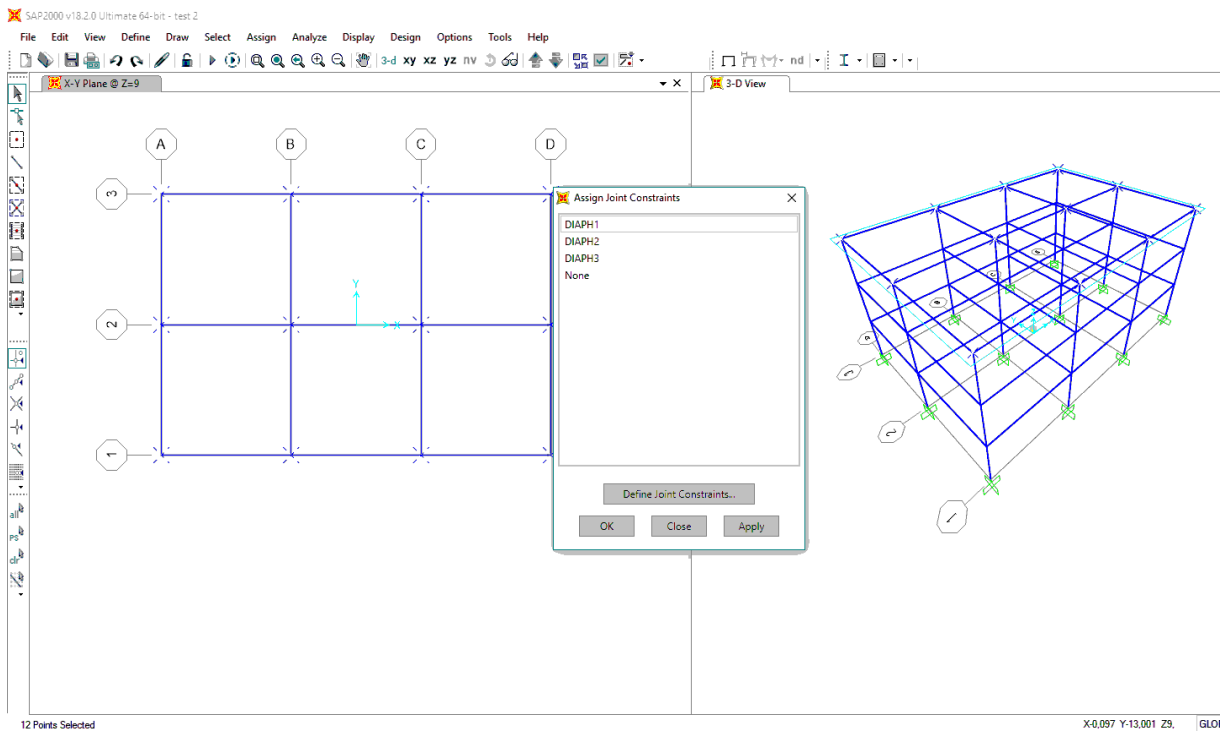 SAP2000 v18.2.0 Ultimate 64-bit - test 2
File Edit View Define Draw Select Assign Analyze Display Design Options Tools Help
3-d xy xz yz nv nd
X-Y Plane @ Z=9
3-D View
A B C D
3
2
1
Y
X
Assign Joint Constraints
DIAPH1
DIAPH2
DIAPH3
None
Define Joint Constraints...
OK Close Apply
all
PS
clr
2
1
12 Points Selected
X-0,097 Y-13,001 Z9,